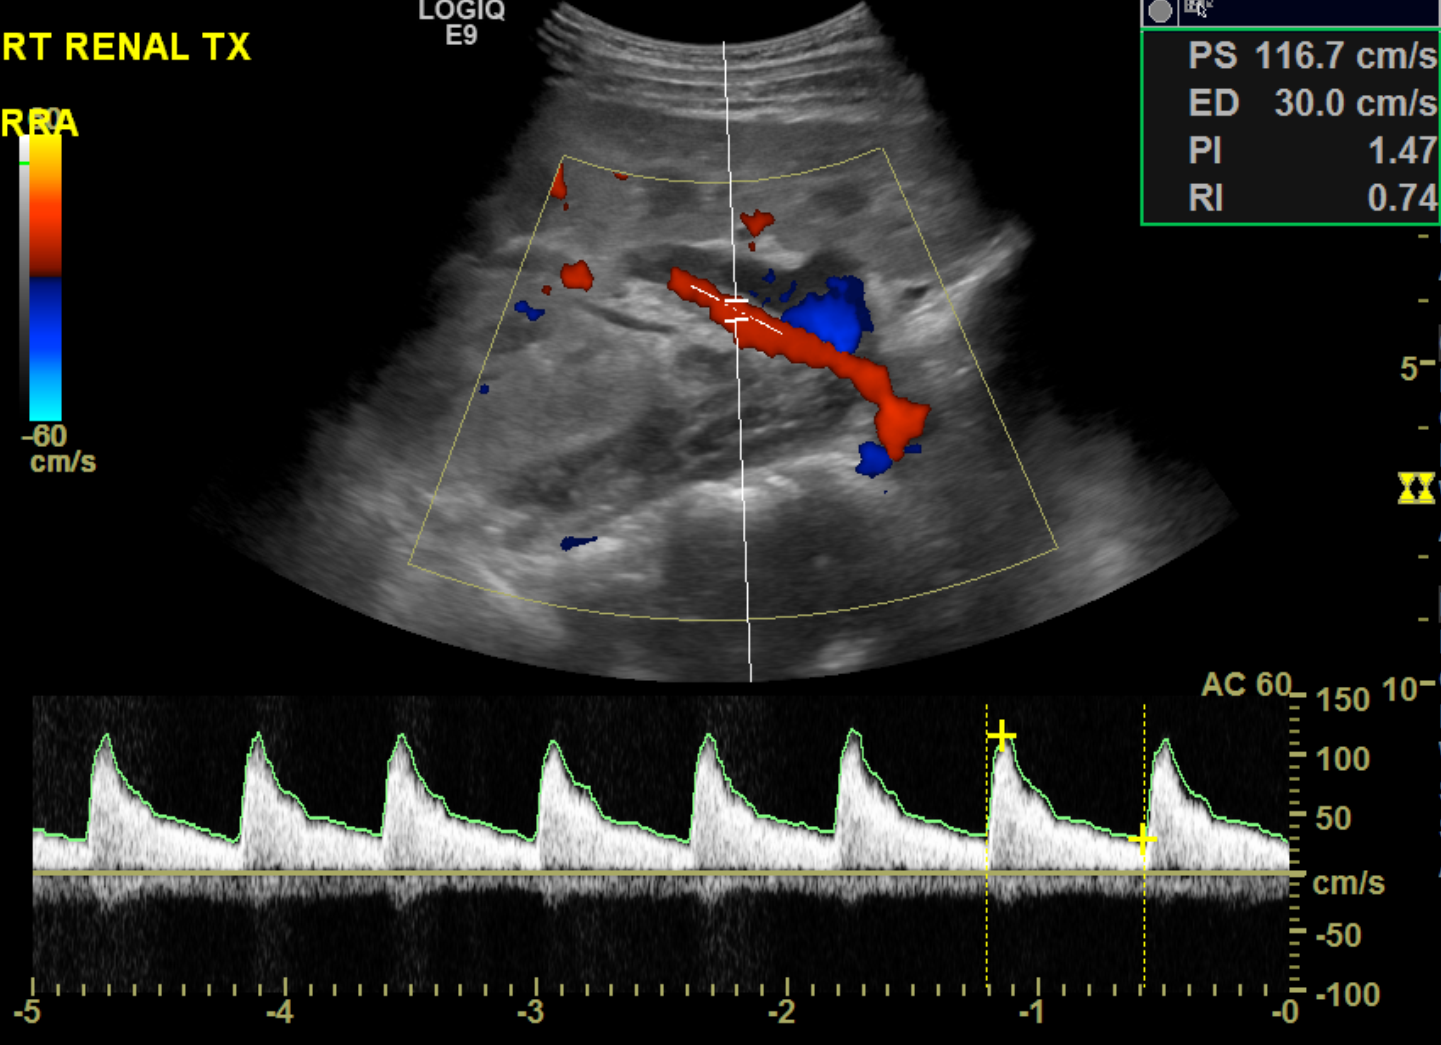 LOGIQ
E9
RT RENAL TX
RRA
-60
cm/s
PS 116.7 cm/s
ED 30.0 cm/s
PI 1.47
RI 0.74
5
10
AC 60
150
100
50
cm/s
-50
-100
-5 -4 -3 -2 -1 -0